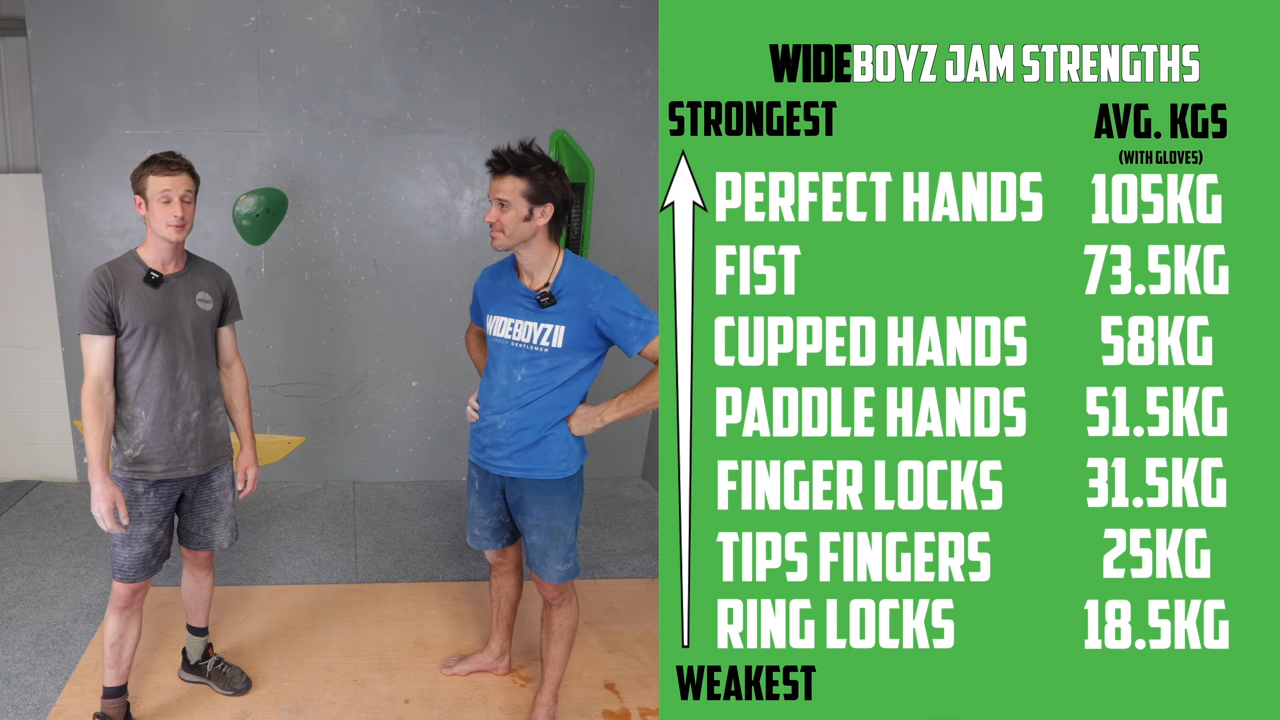 WIDEBOYZ JAM STRENGTHS
STRONGEST
AVG. KGS
(WITH GLOVES)
PERFECT HANDS 105KG
FIST 73.5KG
CUPPED HANDS 58KG
PADDLE HANDS 51.5KG
FINGER LOCKS 31.5KG
TIPS FINGERS 25KG
RING LOCKS 18.5KG
WEAKEST
WIDEBOYZ II
GENTLEMEN